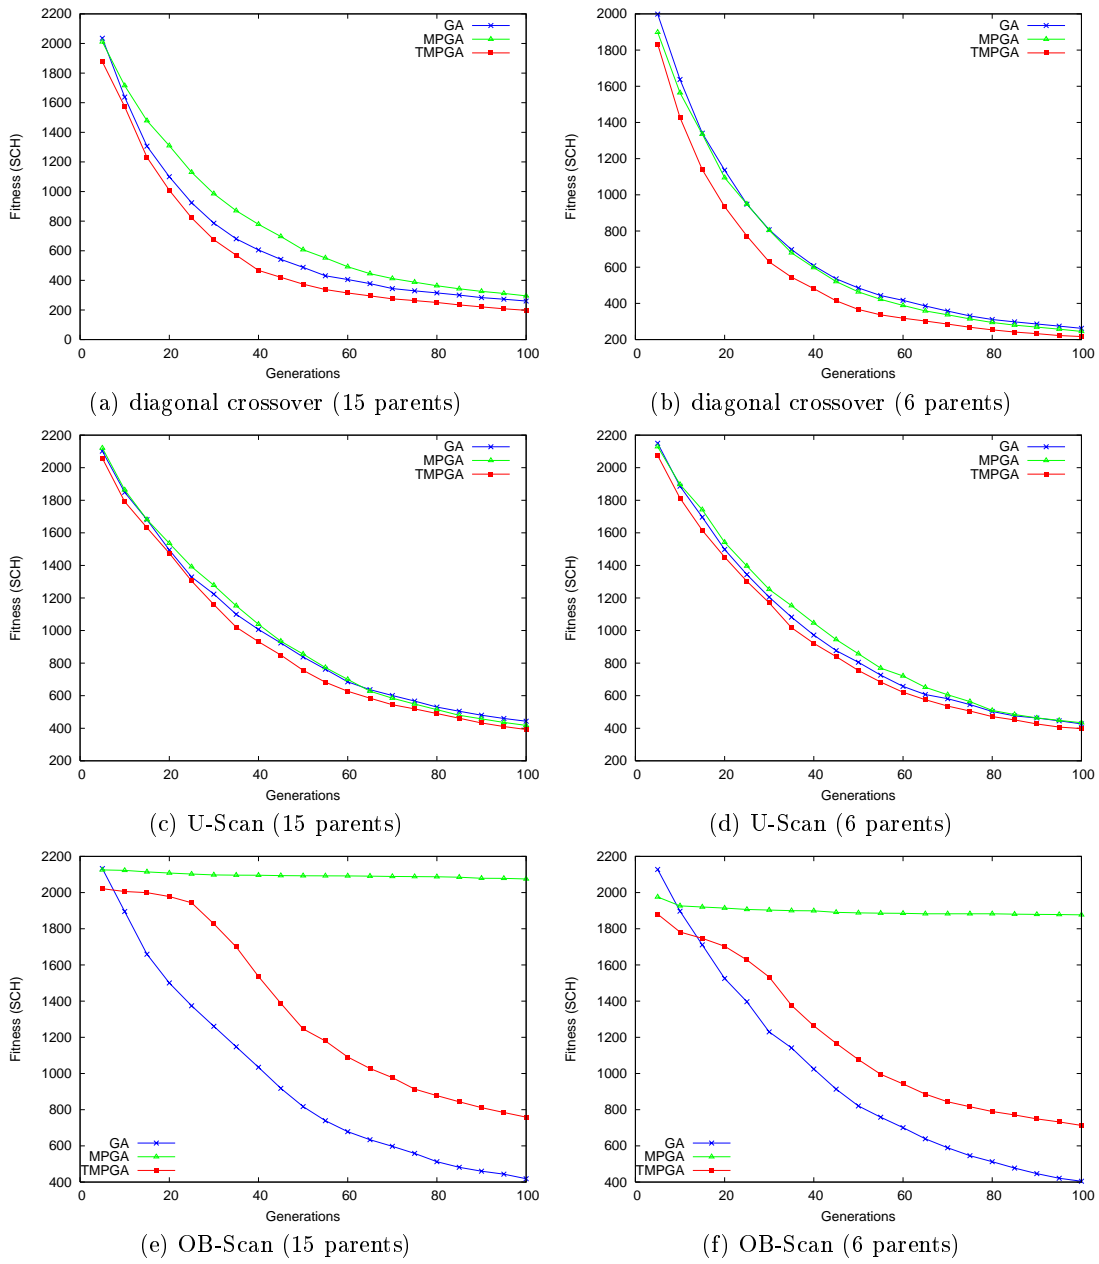 2200
2000
1800
1600
1400
1200
1000
800
600
400
200
0
Fitness (SCH)
GA
MPGA
TMPGA
0 20 40 60 80 100
Generations
(a) diagonal crossover (15 parents)
2000
1800
1600
1400
1200
1000
800
600
400
200
Fitness (SCH)
GA
MPGA
TMPGA
0 20 40 60 80 100
Generations
(b) diagonal crossover (6 parents)
2200
2000
1800
1600
1400
1200
1000
800
600
400
200
Fitness (SCH)
GA
MPGA
TMPGA
0 20 40 60 80 100
Generations
(c) U-Scan (15 parents)
2200
2000
1800
1600
1400
1200
1000
800
600
400
200
Fitness (SCH)
GA
MPGA
TMPGA
0 20 40 60 80 100
Generations
(d) U-Scan (6 parents)
2200
2000
1800
1600
1400
1200
1000
800
600
400
Fitness (SCH)
GA
MPGA
TMPGA
0 20 40 60 80 100
Generations
(e) OB-Scan (15 parents)
2200
2000
1800
1600
1400
1200
1000
800
600
400
Fitness (SCH)
GA
MPGA
TMPGA
0 20 40 60 80 100
Generations
(f) OB-Scan (6 parents)